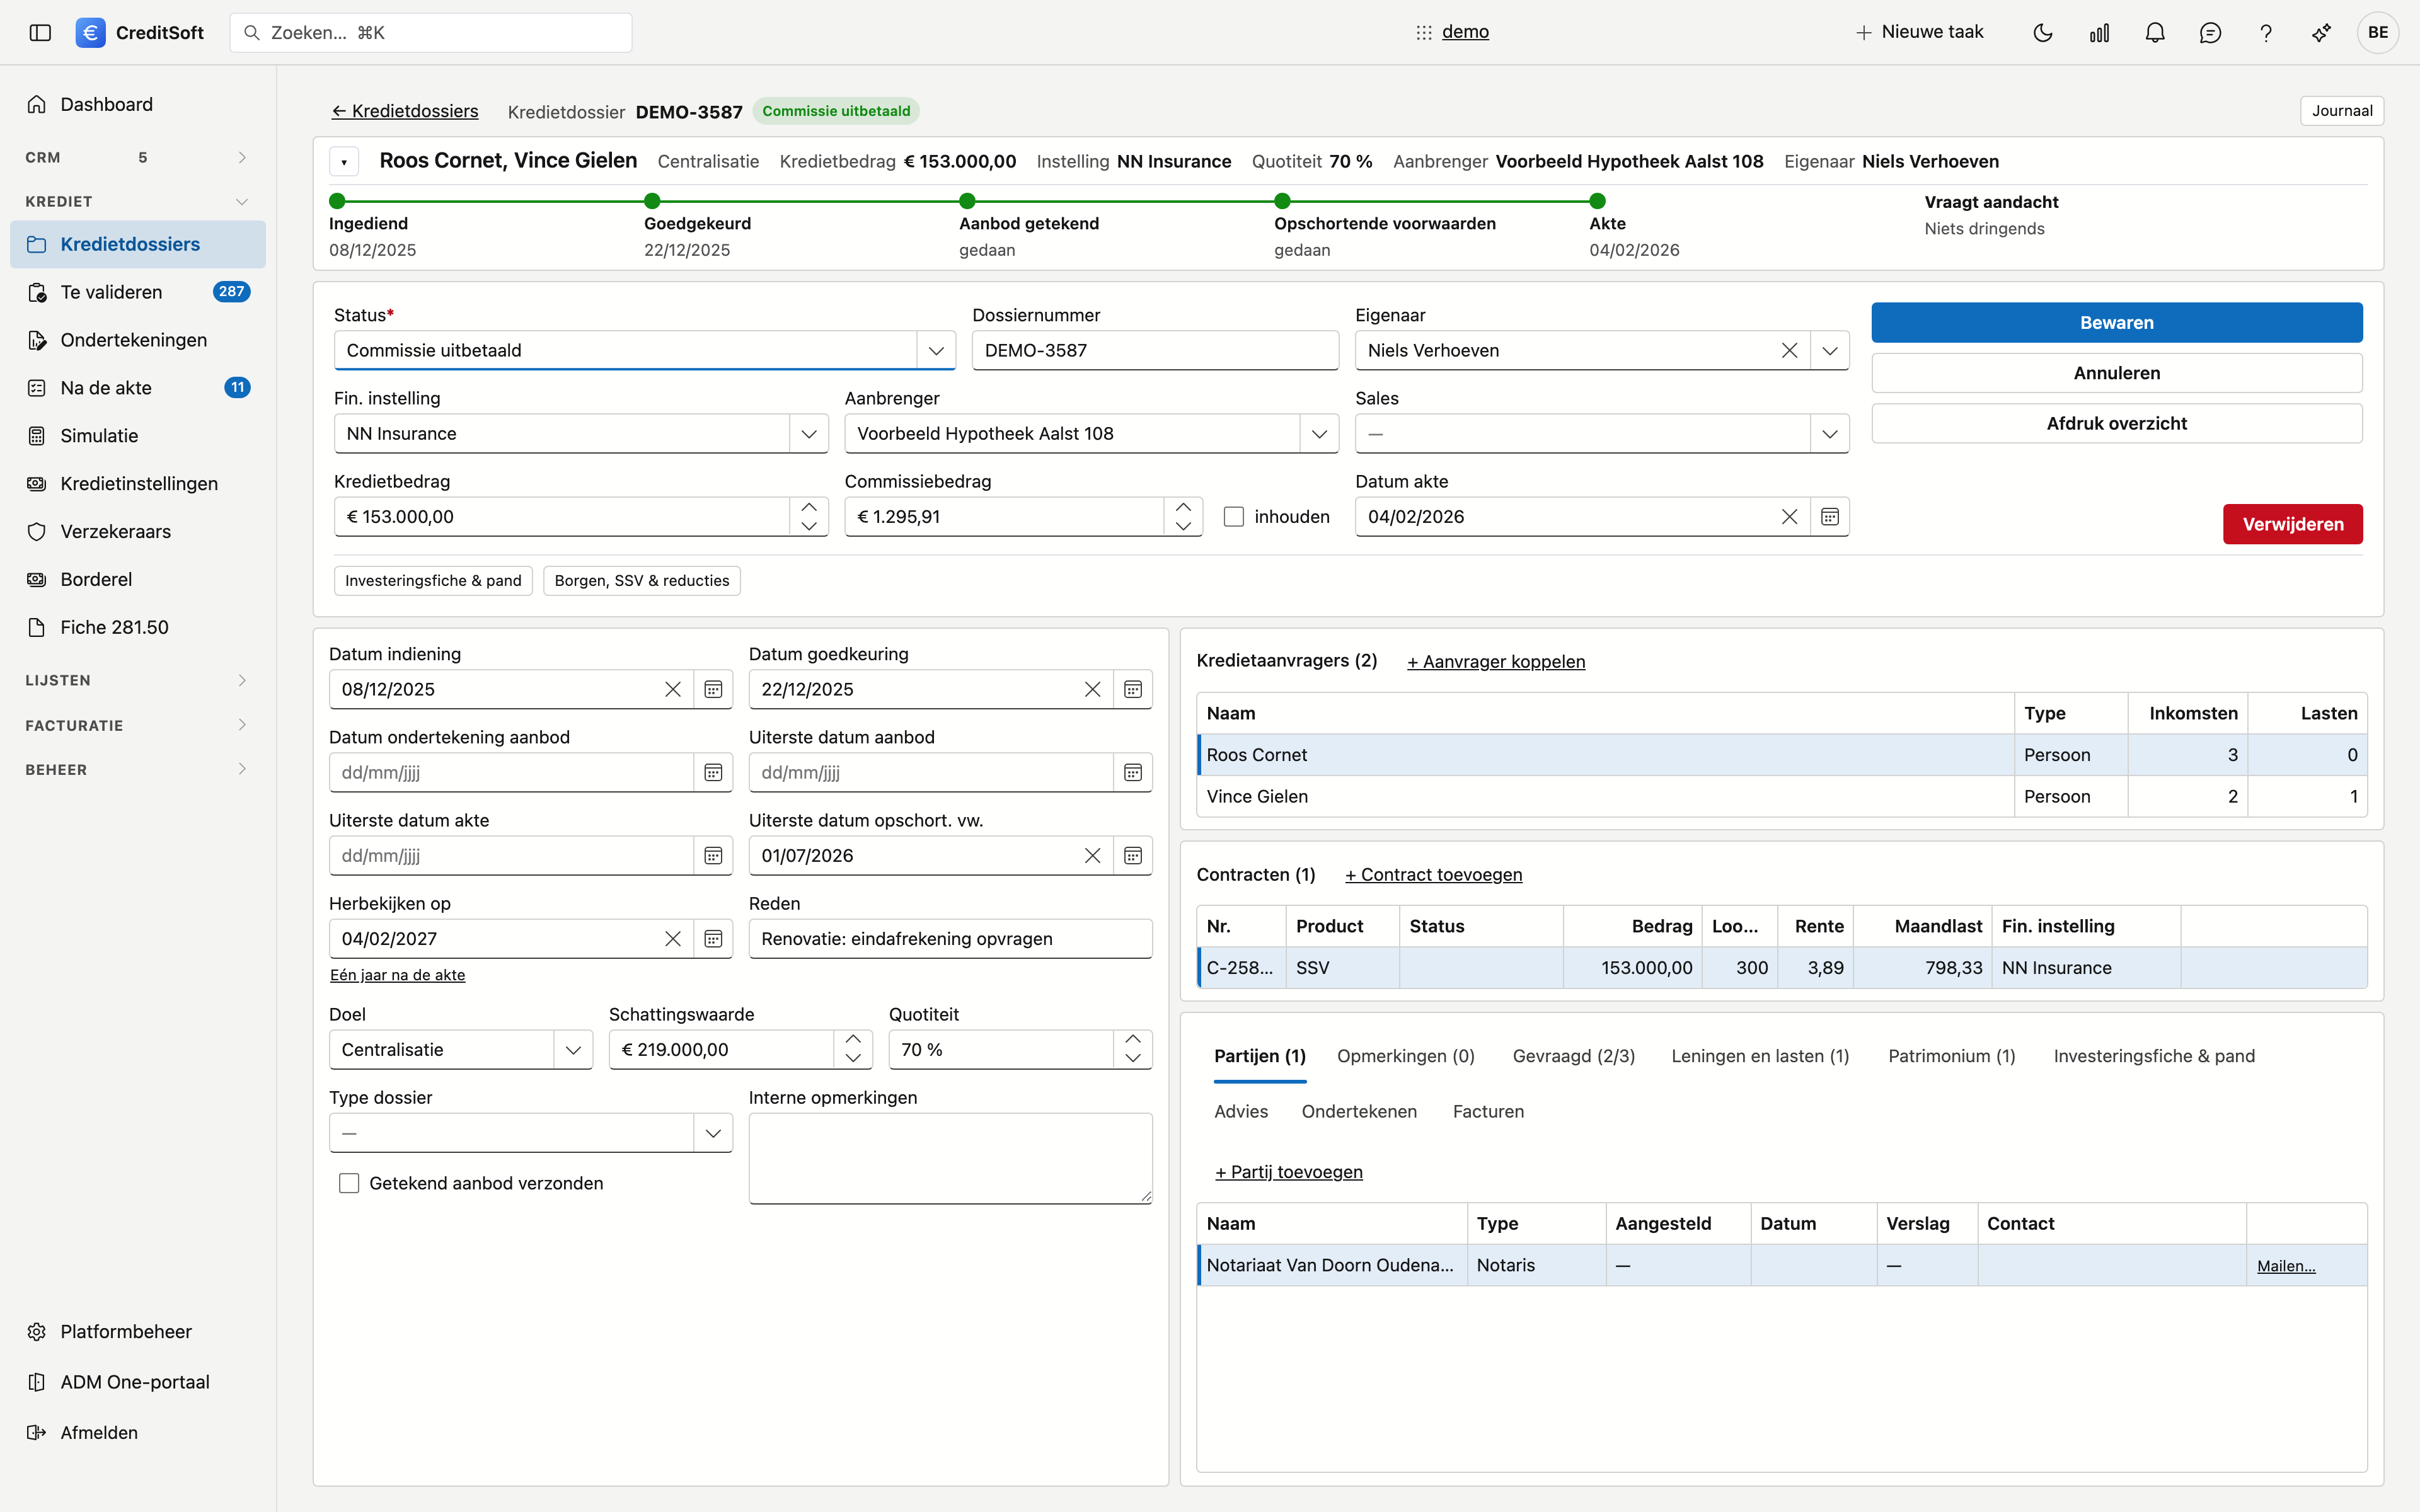 CreditSoft
Zoeken... ⌘K
demo
Nieuwe taak
BE
Dashboard
CRM 5
KREDIET
Kredietdossiers
Te valideren 287
Ondertekeningen
Na de akte 11
Simulatie
Kredietinstellingen
Verzekeraars
Borderel
Fiche 281.50
LIJSTEN
FACTURATIE
BEHEER
Platformbeheer
ADM One-portaal
Afmelden
← Kredietdossiers Kredietdossier DEMO-3587 Commissie uitbetaald Journaal
Roos Cornet, Vince Gielen Centralisatie Kredietbedrag € 153.000,00 Instelling NN Insurance Quotiteit 70 % Aanbrenger Voorbeeld Hypotheek Aalst 108 Eigenaar Niels Verhoeven
Ingediend Goedgekeurd Aanbod getekend Opschortende voorwaarden Akte
08/12/2025 22/12/2025 gedaan gedaan 04/02/2026
Vraagt aandacht
Niets dringends
Status* Dossiernummer Eigenaar
Commissie uitbetaald DEMO-3587 Niels Verhoeven
Fin. instelling Aanbrenger Sales
NN Insurance Voorbeeld Hypotheek Aalst 108 —
Kredietbedrag Commissiebedrag Datum akte
€ 153.000,00 € 1.295,91 inhouden 04/02/2026
Bewaren
Annuleren
Afdruk overzicht
Verwijderen
Investeringsfiche & pand Borgen, SSV & reducties
Datum indiening Datum goedkeuring
08/12/2025 22/12/2025
Datum ondertekening aanbod Uiterste datum aanbod
dd/mm/jjjj dd/mm/jjjj
Uiterste datum akte Uiterste datum opschort. vw.
dd/mm/jjjj 01/07/2026
Herbekijken op Reden
04/02/2027 Renovatie: eindafrekening opvragen
Eén jaar na de akte
Doel Schattingswaarde Quotiteit
Centralisatie € 219.000,00 70 %
Type dossier Interne opmerkingen
—
Getekend aanbod verzonden
Kredietaanvragers (2) + Aanvrager koppelen
Naam Type Inkomsten Lasten
Roos Cornet Persoon 3 0
Vince Gielen Persoon 2 1
Contracten (1) + Contract toevoegen
Nr. Product Status Bedrag Loo... Rente Maandlast Fin. instelling
C-258... SSV 153.000,00 300 3,89 798,33 NN Insurance
Partijen (1) Opmerkingen (0) Gevraagd (2/3) Leningen en lasten (1) Patrimonium (1) Investeringsfiche & pand
Advies Ondertekenen Facturen
+ Partij toevoegen
Naam Type Aangesteld Datum Verslag Contact
Notariaat Van Doorn Oudena... Notaris — — Mailen...